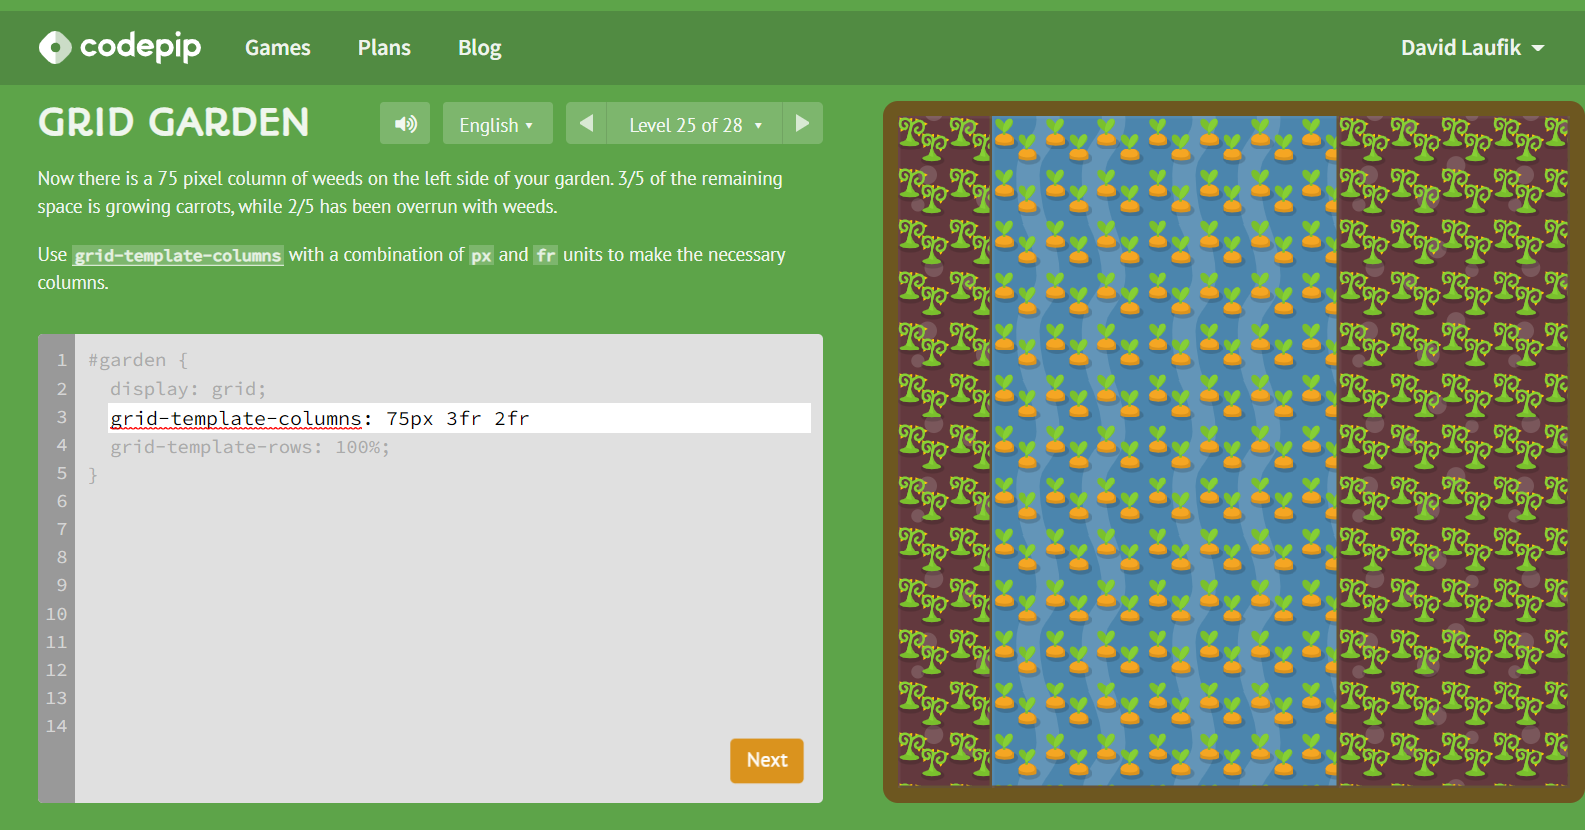 codepip Games Plans Blog David Laufik
GRID GARDEN English Level 25 of 28
Now there is a 75 pixel column of weeds on the left side of your garden. 3/5 of the remaining
space is growing carrots, while 2/5 has been overrun with weeds.
Use grid-template-columns with a combination of px and fr units to make the necessary
columns.
1 #garden {
2 display: grid;
3 grid-template-columns: 75px 3fr 2fr
4 grid-template-rows: 100%;
5 }
6
7
8
9
10
11
12
13
14
Next